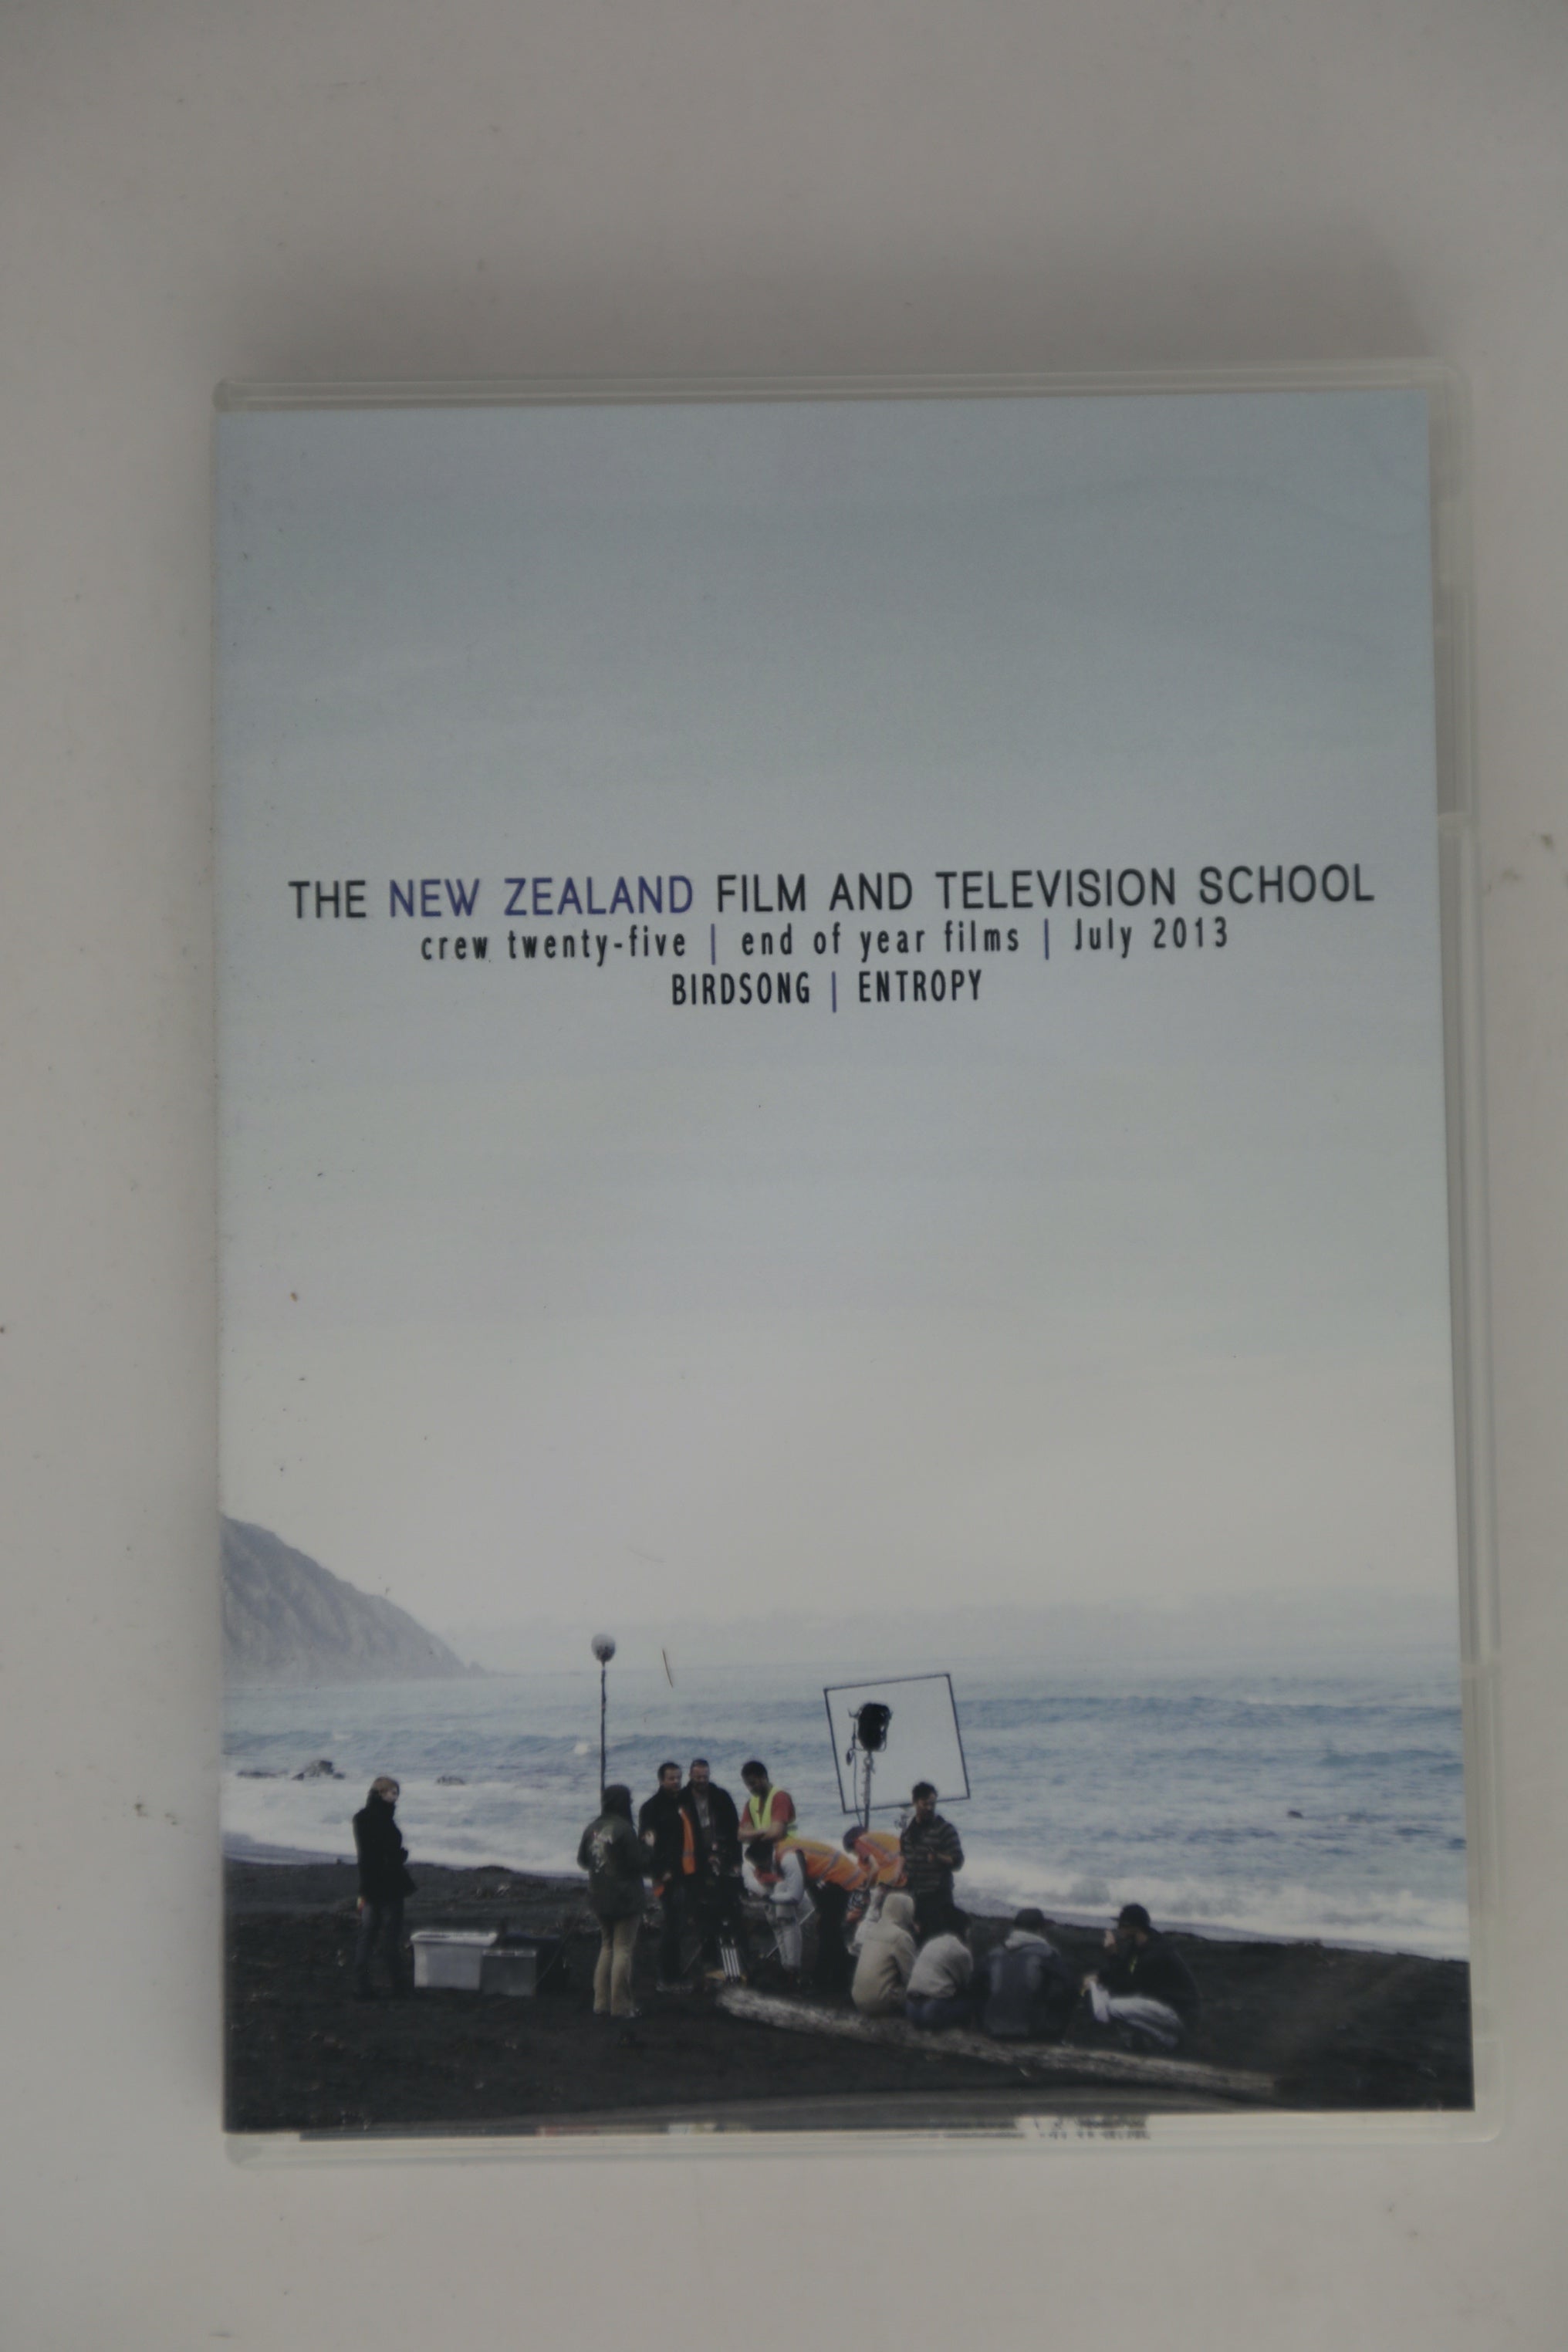 THE NEW ZEALAND FILM AND TELEVISION SCHOOL
crew twenty-five | end of year films | July 2013
BIRDSONG | ENTROPY